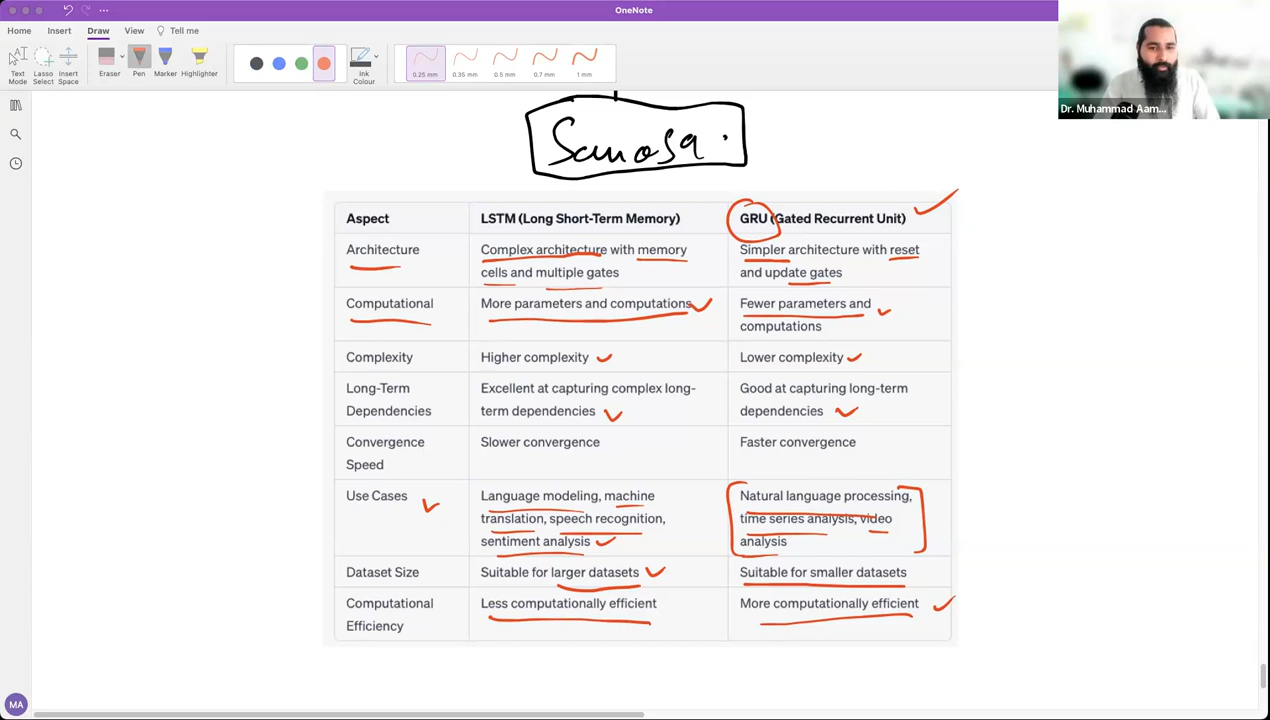 OneNote
Home Insert Draw View Tell me
Text Mode
Lasso Select
Insert Space
Eraser
Pen
Marker
Highlighter
Ink Colour
0.25 mm
0.35 mm
0.5 mm
0.7 mm
1 mm
Dr. Muhammad Aam...
Aspect LSTM (Long Short-Term Memory) GRU (Gated Recurrent Unit)
Architecture Complex architecture with memory Simpler architecture with reset
cells and multiple gates and update gates
Computational More parameters and computations Fewer parameters and
computations
Complexity Higher complexity Lower complexity
Long-Term Excellent at capturing complex long- Good at capturing long-term
Dependencies term dependencies dependencies
Convergence Slower convergence Faster convergence
Speed
Use Cases Language modeling, machine Natural language processing,
translation, speech recognition, time series analysis, video
sentiment analysis analysis
Dataset Size Suitable for larger datasets Suitable for smaller datasets
Computational Less computationally efficient More computationally efficient
Efficiency
MA